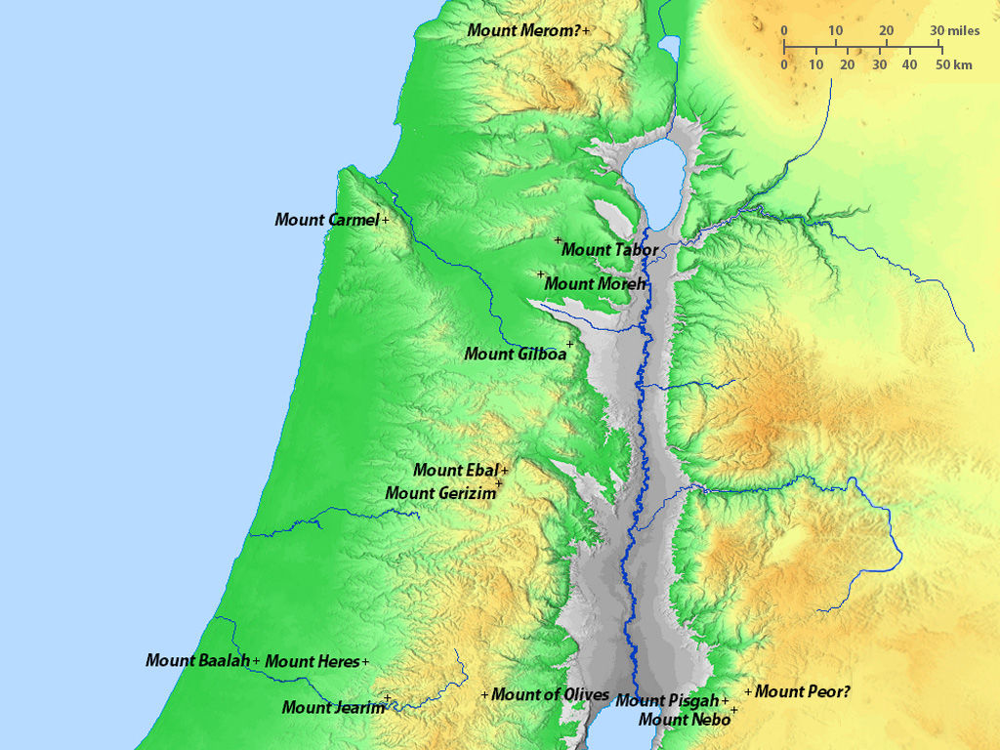 Mount Merom?
0 10 20 30 miles
0 10 20 30 40 50 km
Mount Carmel
Mount Tabor
Mount Moreh
Mount Gilboa
Mount Ebal
Mount Gerizim
Mount Baalah
Mount Heres
Mount Jearim
Mount of Olives
Mount Pisgah
Mount Peor?
Mount Nebo